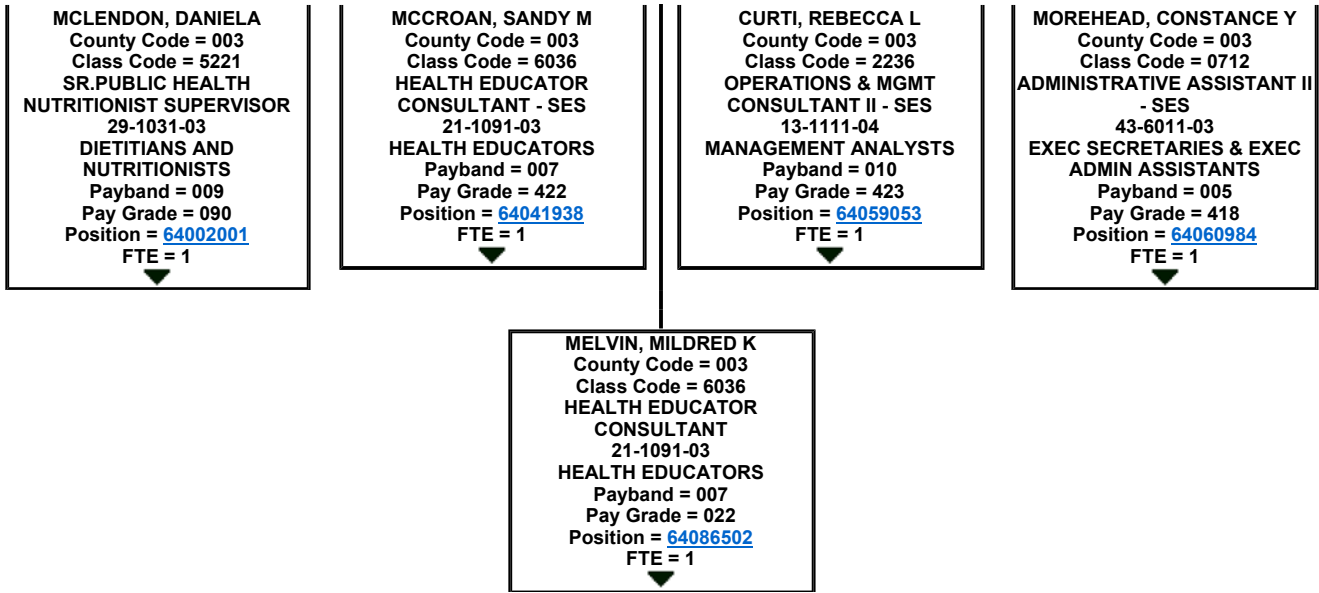 MCLENDON, DANIELA
County Code = 003
Class Code = 5221
SR.PUBLIC HEALTH
NUTRITIONIST SUPERVISOR
29-1031-03
DIETITIANS AND
NUTRITIONISTS
Payband = 009
Pay Grade = 090
Position = 64002001
FTE = 1
MCCROAN, SANDY M
County Code = 003
Class Code = 6036
HEALTH EDUCATOR
CONSULTANT - SES
21-1091-03
HEALTH EDUCATORS
Payband = 007
Pay Grade = 422
Position = 64041938
FTE = 1
CURTI, REBECCA L
County Code = 003
Class Code = 2236
OPERATIONS & MGMT
CONSULTANT II - SES
13-1111-04
MANAGEMENT ANALYSTS
Payband = 010
Pay Grade = 423
Position = 64059053
FTE = 1
MOREHEAD, CONSTANCE Y
County Code = 003
Class Code = 0712
ADMINISTRATIVE ASSISTANT II
- SES
43-6011-03
EXEC SECRETARIES & EXEC
ADMIN ASSISTANTS
Payband = 005
Pay Grade = 418
Position = 64060984
FTE = 1
MELVIN, MILDRED K
County Code = 003
Class Code = 6036
HEALTH EDUCATOR
CONSULTANT
21-1091-03
HEALTH EDUCATORS
Payband = 007
Pay Grade = 022
Position = 64086502
FTE = 1